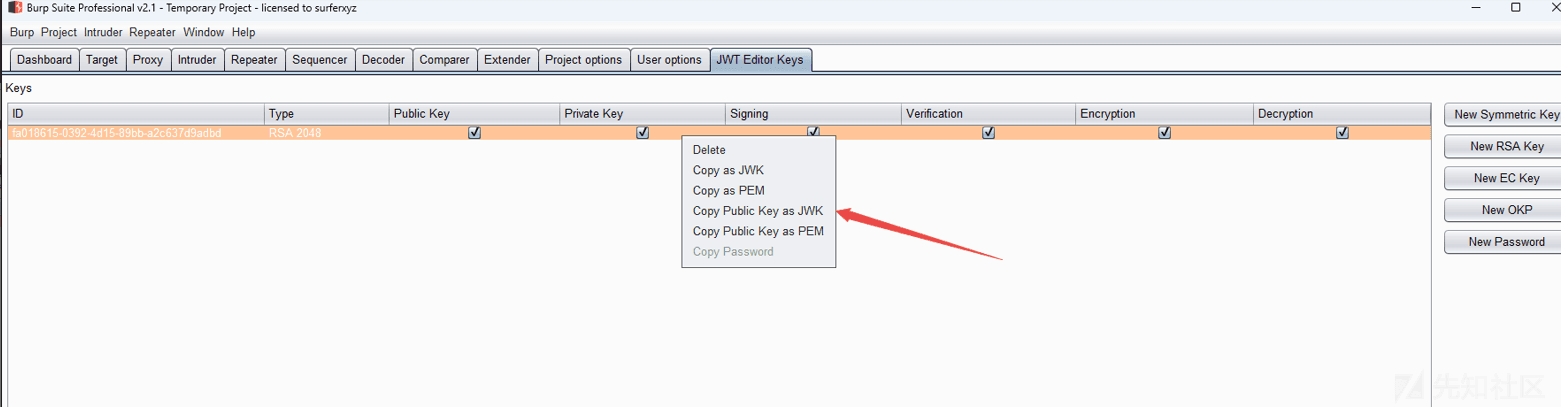 Burp Suite Professional v2.1 - Temporary Project - licensed to surferxyz
Burp Project Intruder Repeater Window Help
Dashboard Target Proxy Intruder Repeater Sequencer Decoder Comparer Extender Project options User options JWT Editor Keys
Keys
ID Type Public Key Private Key Signing Verification Encryption Decryption
fa018615-0392-4d15-89bb-a2c637d9adbd RSA 2048
Delete
Copy as JWK
Copy as PEM
Copy Public Key as JWK
Copy Public Key as PEM
Copy Password
New Symmetric Key
New RSA Key
New EC Key
New OKP
New Password
先知社区